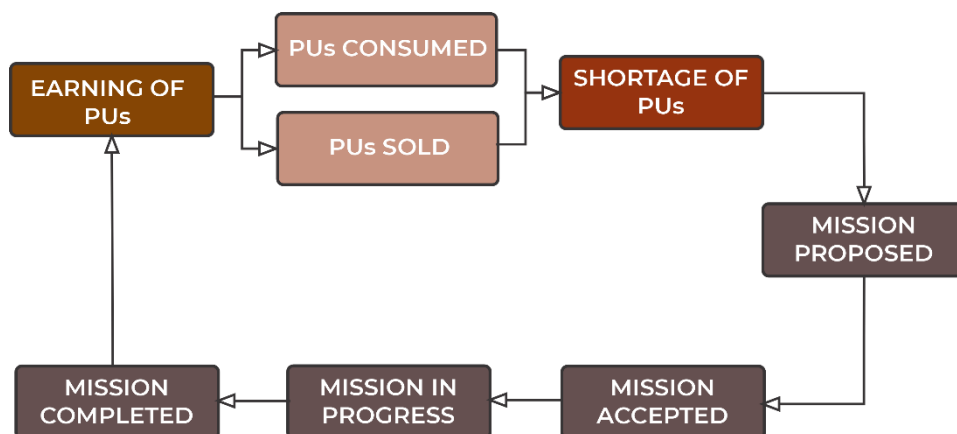 PUs CONSUMED
EARNING OF
PUs
PUs SOLD
SHORTAGE OF
PUs
MISSION
PROPOSED
MISSION
ACCEPTED
MISSION IN
PROGRESS
MISSION
COMPLETED